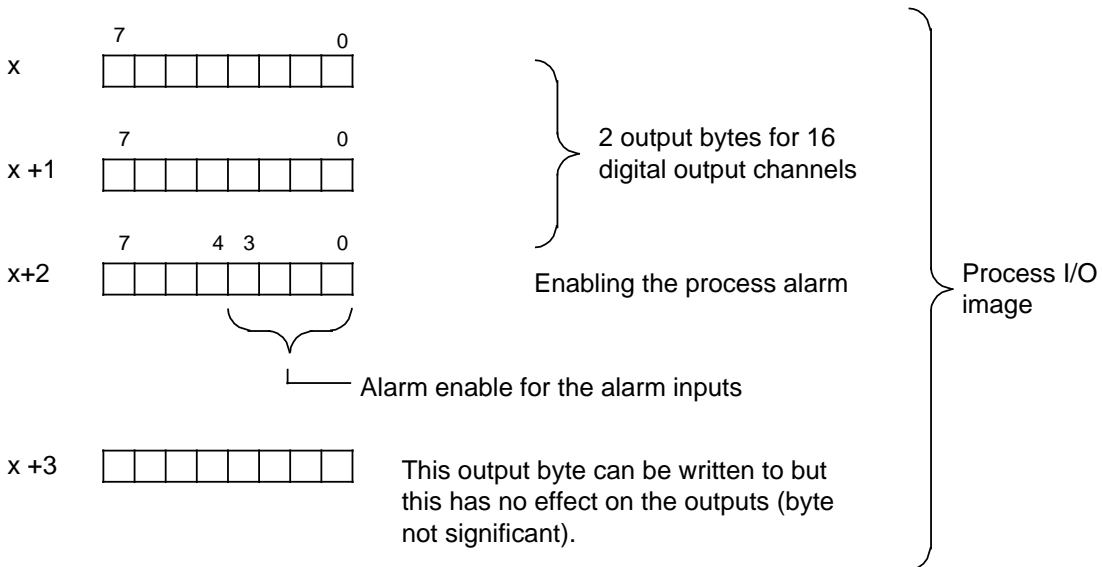 7 0
x
7 0
x +1
2 output bytes for 16
digital output channels
7 4 3 0
x+2
Enabling the process alarm
Process I/O
image
Alarm enable for the alarm inputs
x +3
This output byte can be written to but
this has no effect on the outputs (byte
not significant).